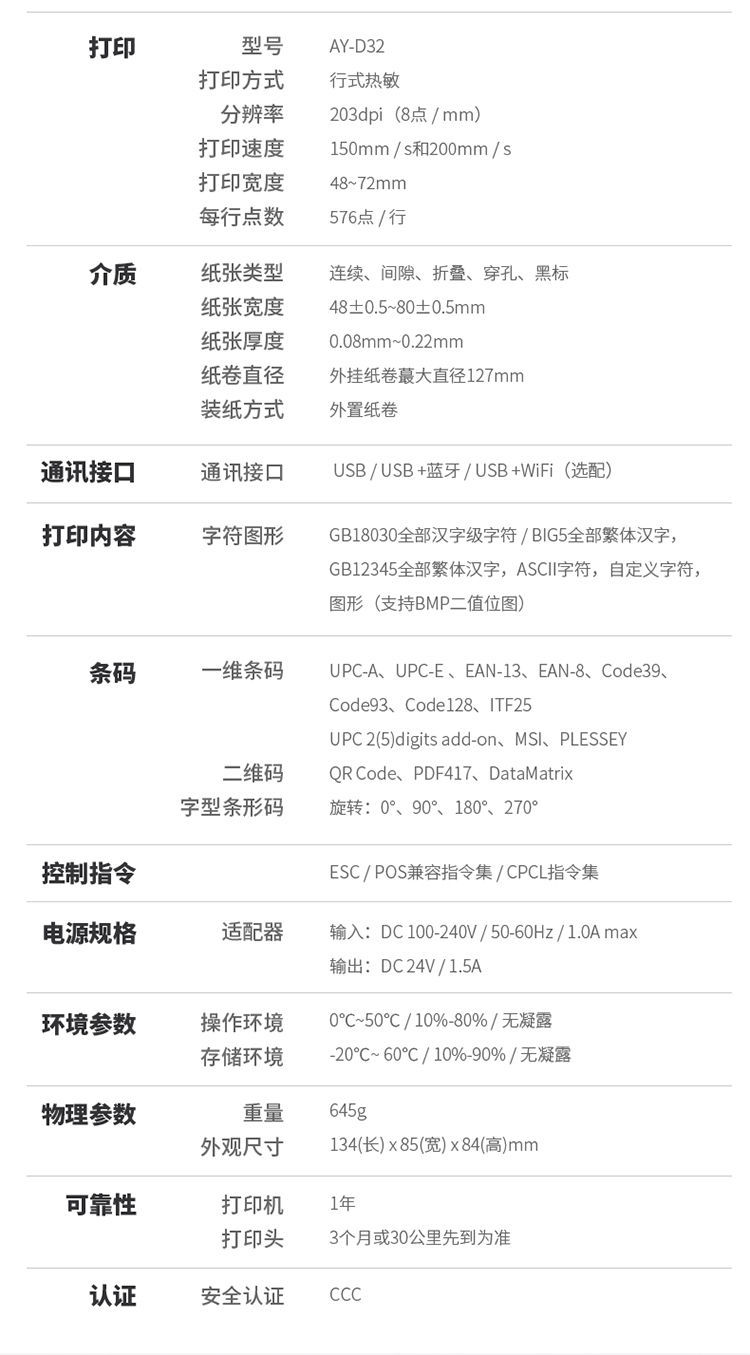 打印 型号 AY-D32
打印方式 行式热敏
分辨率 203dpi（8点 / mm）
打印速度 150mm / s和200mm / s
打印宽度 48~72mm
每行点数 576点 / 行
介质 纸张类型 连续、间隙、折叠、穿孔、黑标
纸张宽度 48±0.5~80±0.5mm
纸张厚度 0.08mm~0.22mm
纸卷直径 外挂纸卷蕞大直径127mm
装纸方式 外置纸卷
通讯接口 通讯接口 USB / USB +蓝牙 / USB +WiFi（选配）
打印内容 字符图形 GB18030全部汉字级字符 / BIG5全部繁体汉字，
GB12345全部繁体汉字，ASCII字符，自定义字符，
图形（支持BMP二值位图）
条码 一维条码 UPC-A、UPC-E 、EAN-13、EAN-8、Code39、
Code93、Code128、ITF25
UPC 2(5)digits add-on、MSI、PLESSEY
二维码 QR Code、PDF417、DataMatrix
字型条形码 旋转：0°、90°、180°、270°
控制指令 ESC / POS兼容指令集 / CPCL指令集
电源规格 适配器 输入：DC 100-240V / 50-60Hz / 1.0A max
输出：DC 24V / 1.5A
环境参数 操作环境 0℃~50℃ / 10%-80% / 无凝露
存储环境 -20℃~ 60℃ / 10%-90% / 无凝露
物理参数 重量 645g
外观尺寸 134(长) x 85(宽) x 84(高)mm
可靠性 打印机 1年
打印头 3个月或30公里先到为准
认证 安全认证 CCC